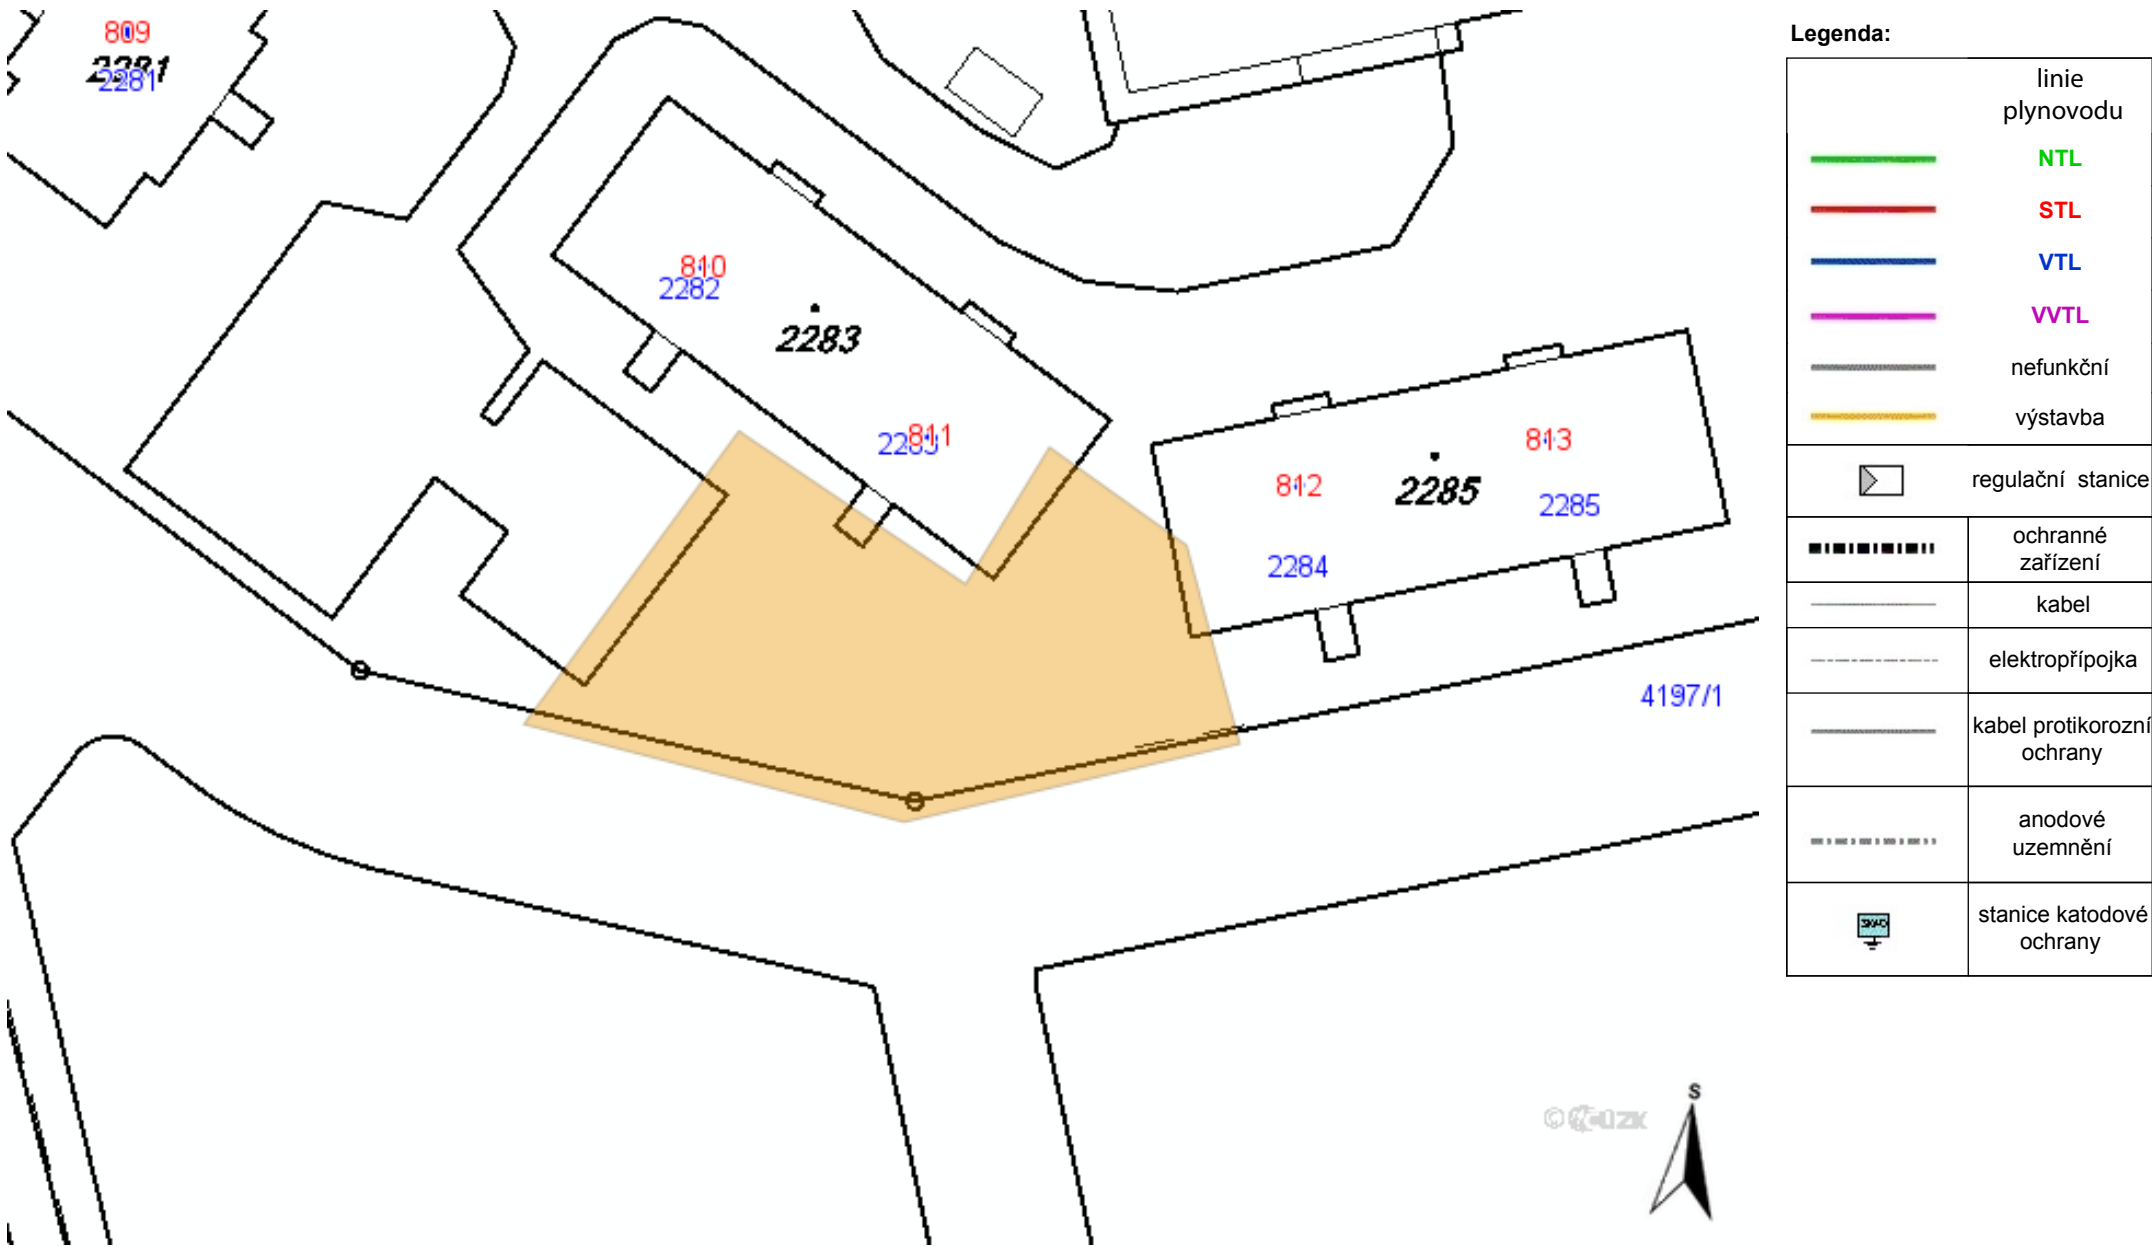 809
2281
2281
810
2282
2283
811
2283
812
813
2285
2285
2284
4197/1
S
Legenda:
linie
plynovodu
NTL
STL
VTL
VVTL
nefunkční
výstavba
regulační stanice
ochranné
zařízení
kabel
elektropřípojka
kabel protikorozní
ochrany
anodové
uzemnění
stanice katodové
ochrany